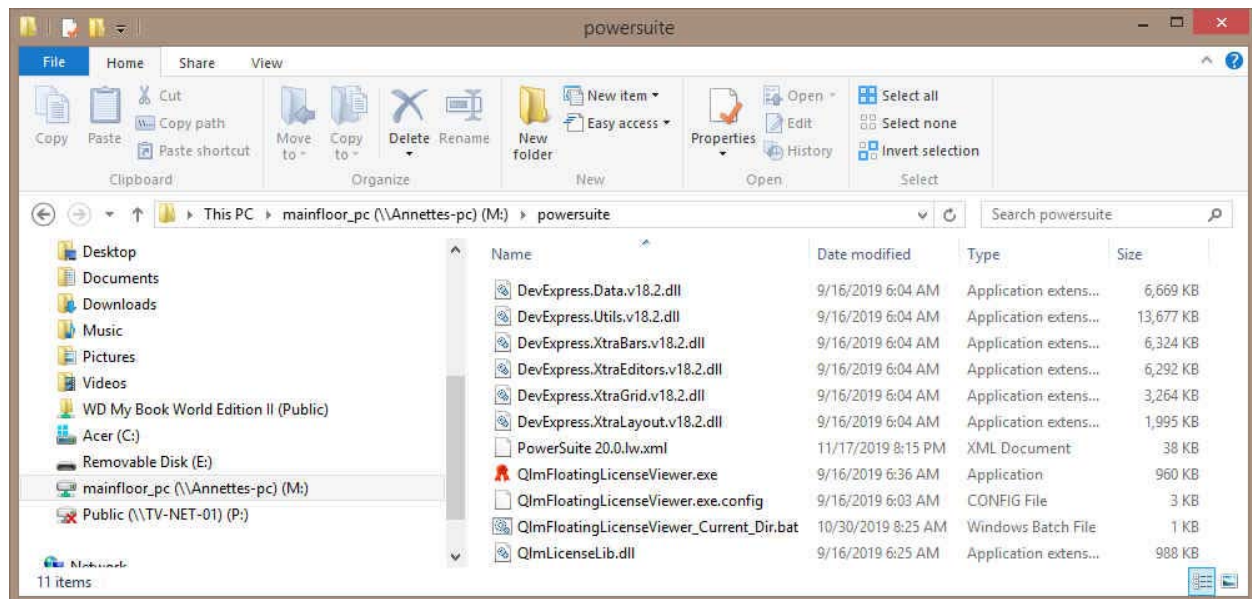 powersuite
File Home Share View
Copy
Paste
Cut
Copy path
Paste shortcut
Clipboard
Move to
Copy to
Delete
Rename
Organize
New folder
New item
Easy access
New
Properties
Open
Edit
History
Open
Select all
Select none
Invert selection
Select
This PC mainfloor_pc (\\Annettes-pc) (M:) powersuite
Search powersuite
Desktop
Documents
Downloads
Music
Pictures
Videos
WD My Book World Edition II (Public)
Acer (C:)
Removable Disk (E:)
mainfloor_pc (\\Annettes-pc) (M:)
Public (\\TV-NET-01) (P:)
Network
Name Date modified Type Size
DevExpress.Data.v18.2.dll 9/16/2019 6:04 AM Application extens... 6,669 KB
DevExpress.Utils.v18.2.dll 9/16/2019 6:04 AM Application extens... 13,677 KB
DevExpress.XtraBars.v18.2.dll 9/16/2019 6:04 AM Application extens... 6,324 KB
DevExpress.XtraEditors.v18.2.dll 9/16/2019 6:04 AM Application extens... 6,292 KB
DevExpress.XtraGrid.v18.2.dll 9/16/2019 6:04 AM Application extens... 3,264 KB
DevExpress.XtraLayout.v18.2.dll 9/16/2019 6:04 AM Application extens... 1,995 KB
PowerSuite 20.0.lw.xml 11/17/2019 8:15 PM XML Document 38 KB
QlmFloatingLicenseViewer.exe 9/16/2019 6:36 AM Application 960 KB
QlmFloatingLicenseViewer.exe.config 9/16/2019 6:03 AM CONFIG File 3 KB
QlmFloatingLicenseViewer_Current_Dir.bat 10/30/2019 8:25 AM Windows Batch File 1 KB
QlmLicenseLib.dll 9/16/2019 6:25 AM Application extens... 988 KB
11 items